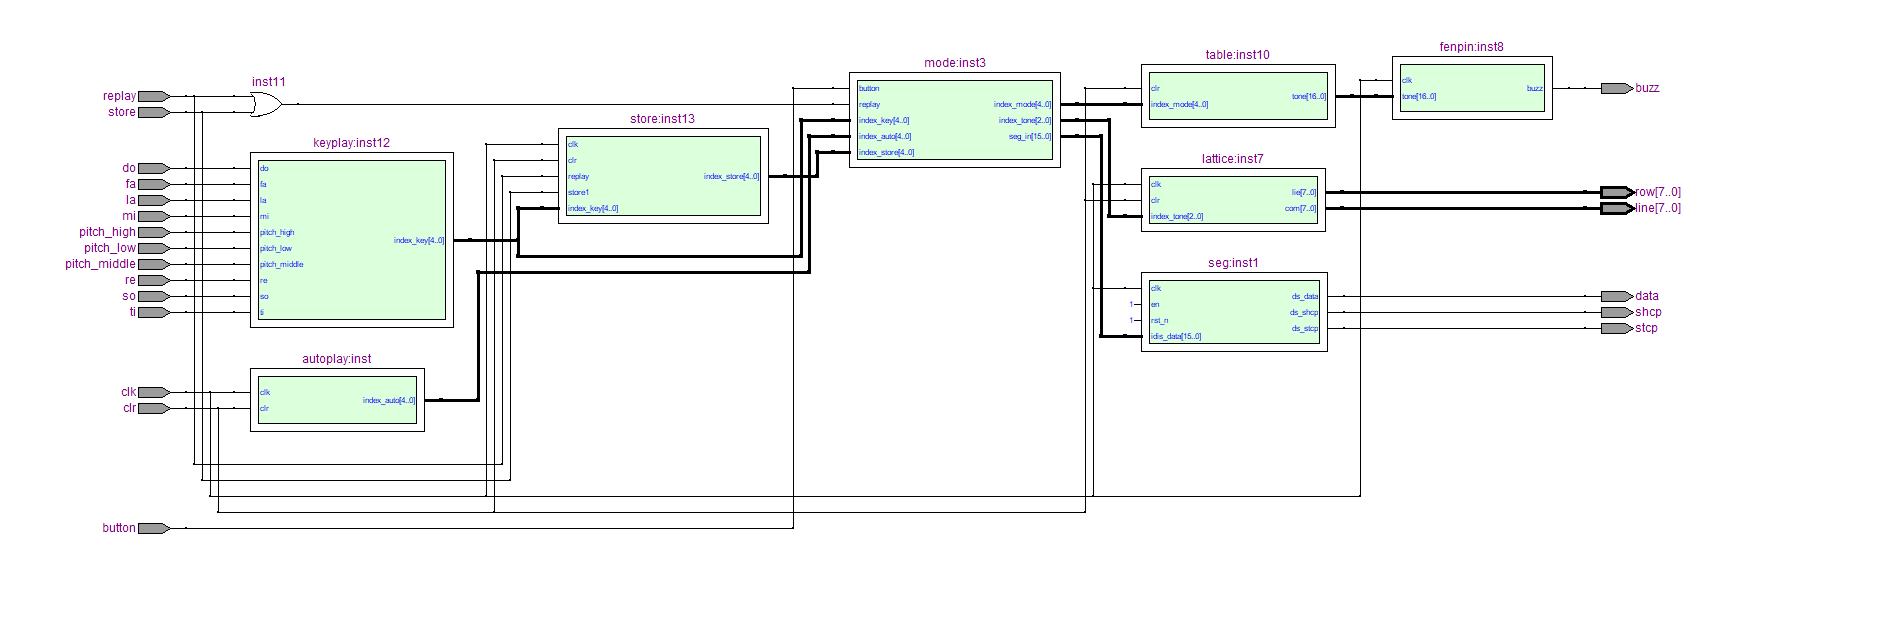 replay
store
do
fa
la
mi
pitch_high
pitch_low
pitch_middle
re
so
ti
clk
clr
button
inst11
keyplay:inst12
do
fa
la
mi
pitch_high
pitch_low
pitch_middle
re
so
ti
index_key[4..0]
autoplay:inst
clk
clr
index_auto[4..0]
store:inst13
clk
clr
replay
store1
index_key[4..0]
index_store[4..0]
mode:inst3
button
replay
index_key[4..0]
index_auto[4..0]
index_store[4..0]
index_mode[4..0]
index_tone[2..0]
seg_in[15..0]
table:inst10
clr
index_mode[4..0]
tone[16..0]
lattice:inst7
clk
clr
index_tone[2..0]
lie[7..0]
com[7..0]
seg:inst1
clk
1
en
1
rst_n
idis_data[15..0]
ds_data
ds_shcp
ds_stcp
fenpin:inst8
clk
tone[16..0]
buzz
buzz
row[7..0]
line[7..0]
data
shcp
stcp